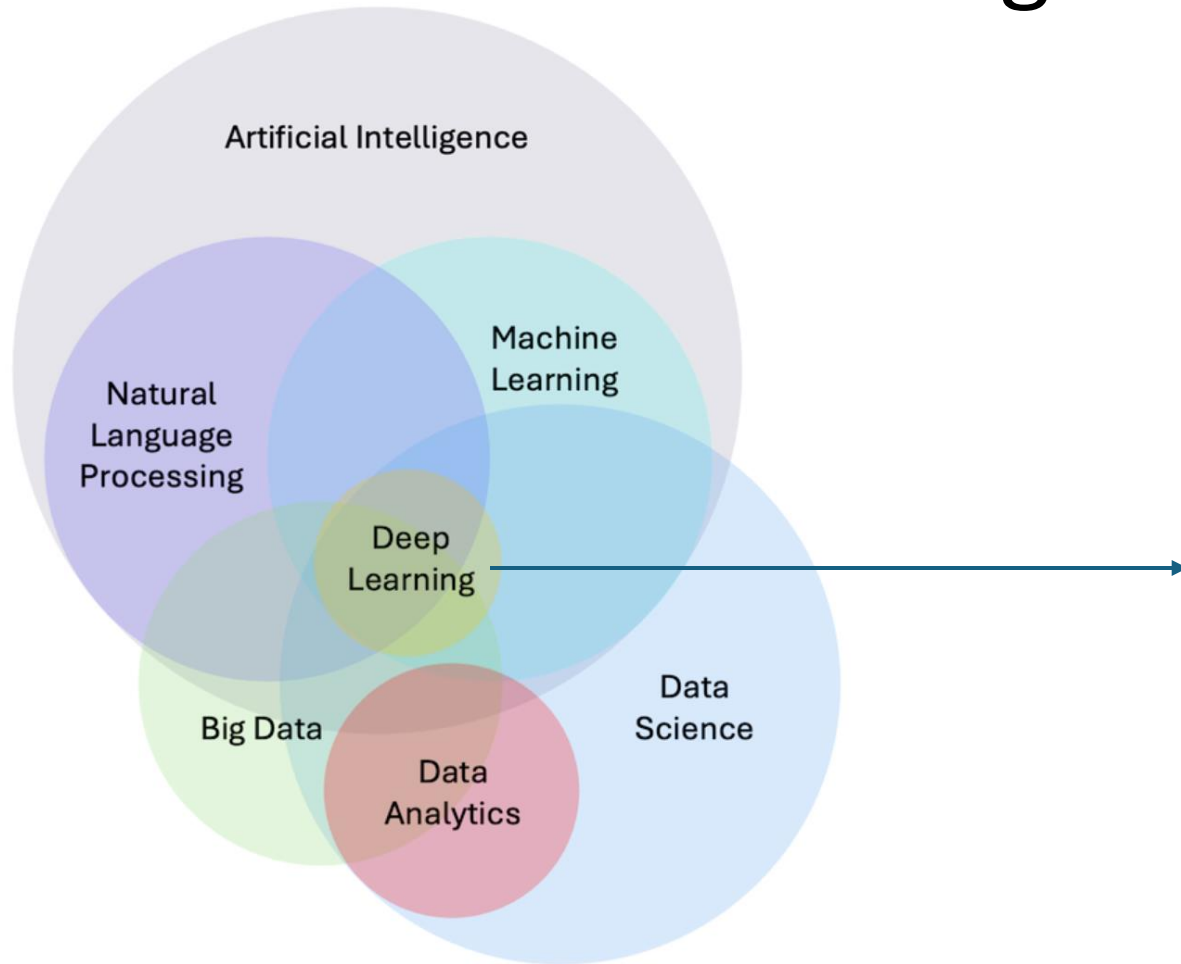 Artificial Intelligence
Machine
Learning
Natural
Language
Processing
Deep
Learning
Data
Science
Big Data
Data
Analytics